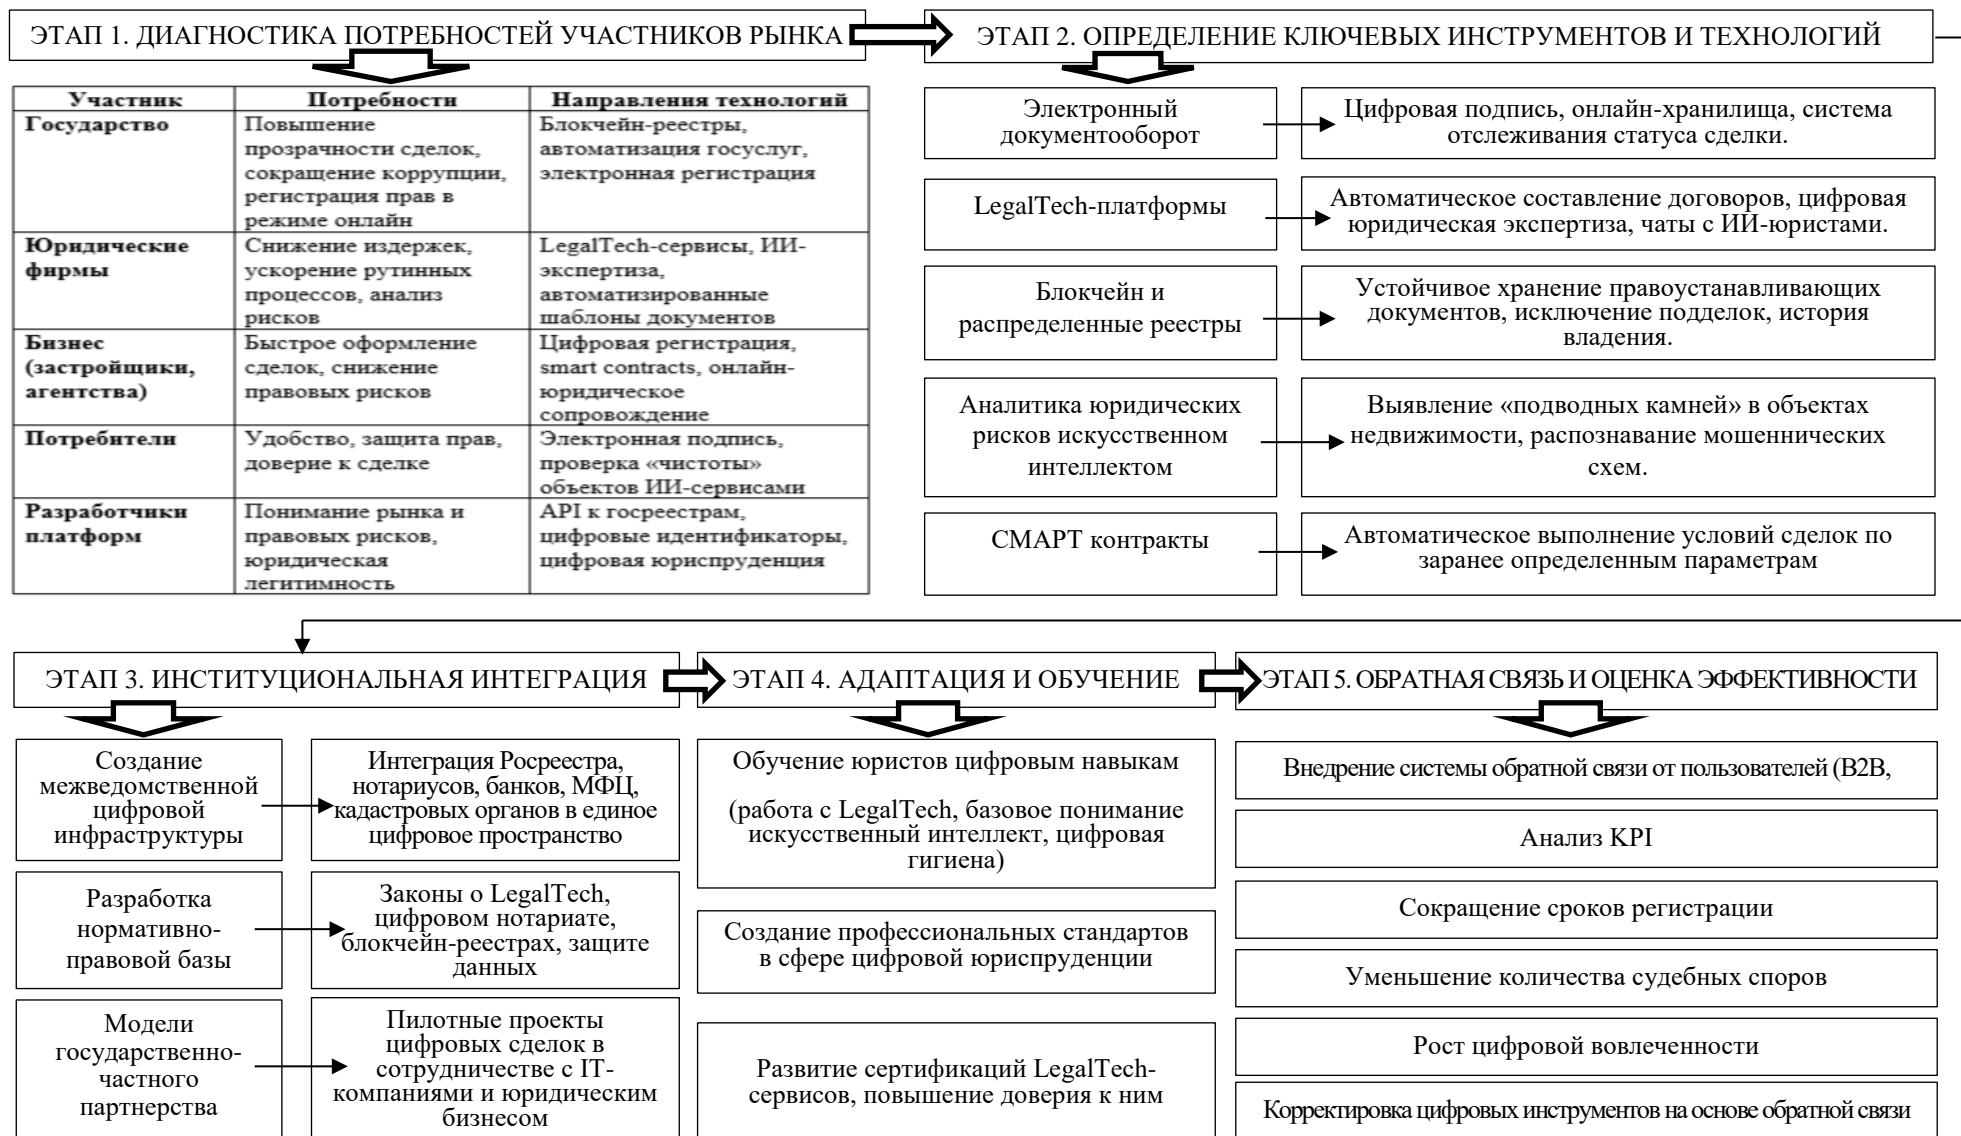 ЭТАП 1. ДИАГНОСТИКА ПОТРЕБНОСТЕЙ УЧАСТНИКОВ РЫНКА
ЭТАП 2. ОПРЕДЕЛЕНИЕ КЛЮЧЕВЫХ ИНСТРУМЕНТОВ И ТЕХНОЛОГИЙ
Участник
Потребности
Направления технологий
Государство
Повышение
прозрачности сделок,
сокращение коррупции,
регистрация прав в
режиме онлайн
Блокчейн-реестры,
автоматизация госуслуг,
электронная регистрация
Юридические
фирмы
Снижение издержек,
ускорение рутинных
процессов, анализ
рисков
LegalTech-сервисы, ИИ-
экспертиза,
автоматизированные
шаблоны документов
Бизнес
(застройщики,
агентства)
Быстрое оформление
сделок, снижение
правовых рисков
Цифровая регистрация,
smart contracts, онлайн-
юридическое
сопровождение
Потребители
Удобство, защита прав,
доверие к сделке
Электронная подпись,
проверка «чистоты»
объектов ИИ-сервисами
Разработчики
платформ
Понимание рынка и
правовых рисков,
юридическая
легитимность
API к госреестрам,
цифровые идентификаторы,
цифровая юриспруденция
Электронный
документооборот
Цифровая подпись, онлайн-хранилища, система
отслеживания статуса сделки.
LegalTech-платформы
Автоматическое составление договоров, цифровая
юридическая экспертиза, чаты с ИИ-юристами.
Блокчейн и
распределенные реестры
Устойчивое хранение правоустанавливающих
документов, исключение подделок, история
владения.
Аналитика юридических
рисков искусственном
интеллектом
Выявление «подводных камней» в объектах
недвижимости, распознавание мошеннических
схем.
СМАРТ контракты
Автоматическое выполнение условий сделок по
заранее определенным параметрам
ЭТАП 3. ИНСТИТУЦИОНАЛЬНАЯ ИНТЕГРАЦИЯ
ЭТАП 4. АДАПТАЦИЯ И ОБУЧЕНИЕ
ЭТАП 5. ОБРАТНАЯ СВЯЗЬ И ОЦЕНКА ЭФФЕКТИВНОСТИ
Создание
межведомственной
цифровой
инфраструктуры
Интеграция Росреестра,
нотариусов, банков, МФЦ,
кадастровых органов в единое
цифровое пространство
Разработка
нормативно-
правовой базы
Законы о LegalTech,
цифровом нотариате,
блокчейн-реестрах, защите
данных
Модели
государственно-
частного
партнерства
Пилотные проекты
цифровых сделок в
сотрудничестве с IT-
компаниями и юридическим
бизнесом
Обучение юристов цифровым навыкам
(работа с LegalTech, базовое понимание
искусственный интеллект, цифровая
гигиена)
Создание профессиональных стандартов
в сфере цифровой юриспруденции
Развитие сертификаций LegalTech-
сервисов, повышение доверия к ним
Внедрение системы обратной связи от пользователей (B2B,
Анализ KPI
Сокращение сроков регистрации
Уменьшение количества судебных споров
Рост цифровой вовлеченности
Корректировка цифровых инструментов на основе обратной связи